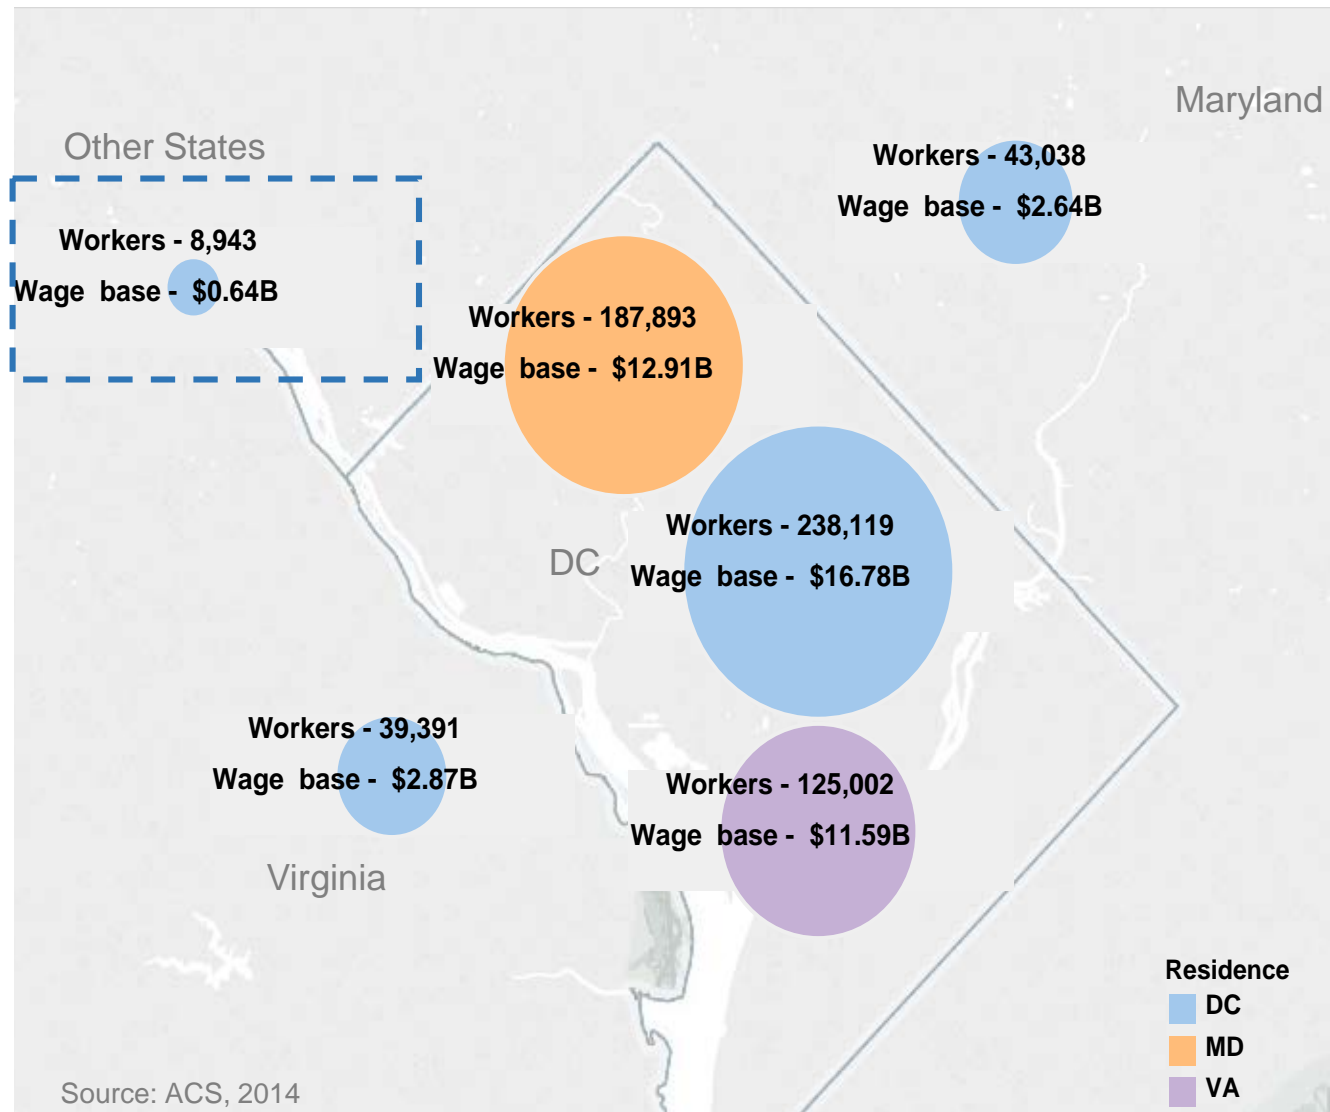 Maryland
Other States
Workers - 43,038
Wage base - $2.64B
Workers - 8,943
Wage base - $0.64B
Workers - 187,893
Wage base - $12.91B
Workers - 238,119
DC
Wage base - $16.78B
Workers - 39,391
Wage base - $2.87B
Workers - 125,002
Wage base - $11.59B
Virginia
Residence
DC
MD
VA
Source: ACS, 2014